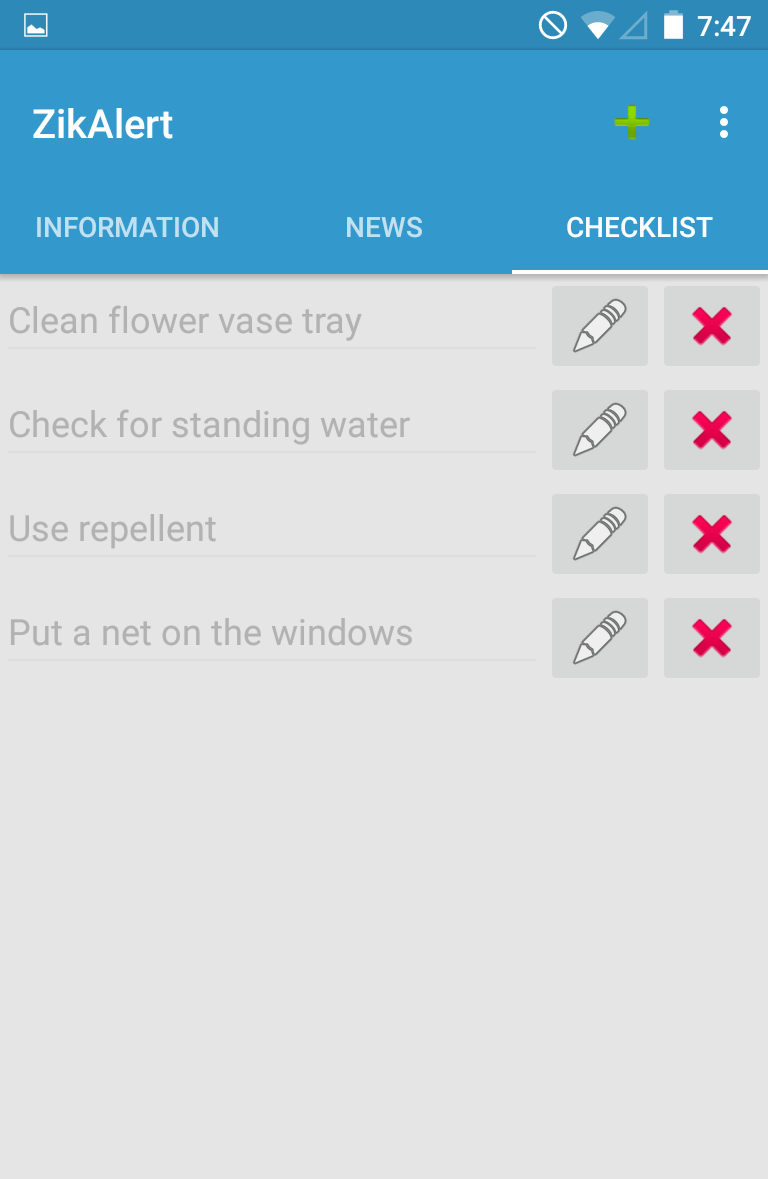 7:47
ZikAlert
INFORMATION NEWS CHECKLIST
Clean flower vase tray
Check for standing water
Use repellent
Put a net on the windows